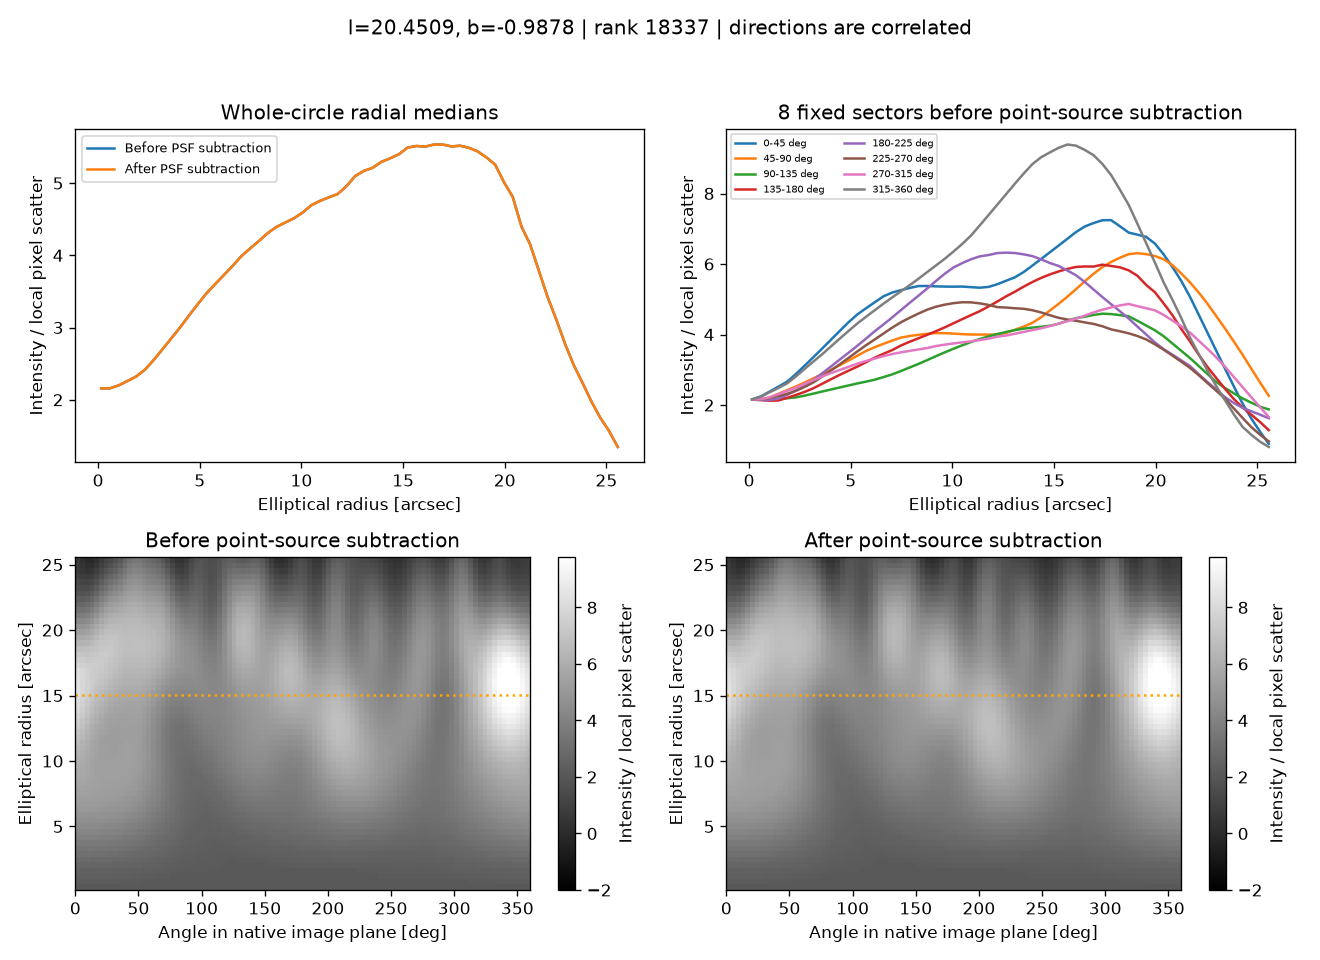 l=20.4509, b=-0.9878 | rank 18337 | directions are correlated
Whole-circle radial medians
Before PSF subtraction
After PSF subtraction
Intensity / local pixel scatter
5
4
3
2
0 5 10 15 20 25
Elliptical radius [arcsec]
8 fixed sectors before point-source subtraction
0-45 deg
45-90 deg
90-135 deg
135-180 deg
180-225 deg
225-270 deg
270-315 deg
315-360 deg
Intensity / local pixel scatter
8
6
4
2
0 5 10 15 20 25
Elliptical radius [arcsec]
Before point-source subtraction
Elliptical radius [arcsec]
25
20
15
10
5
0 50 100 150 200 250 300 350
Angle in native image plane [deg]
8
6
4
2
0
−2
Intensity / local pixel scatter
After point-source subtraction
Elliptical radius [arcsec]
25
20
15
10
5
0 50 100 150 200 250 300 350
Angle in native image plane [deg]
8
6
4
2
0
−2
Intensity / local pixel scatter